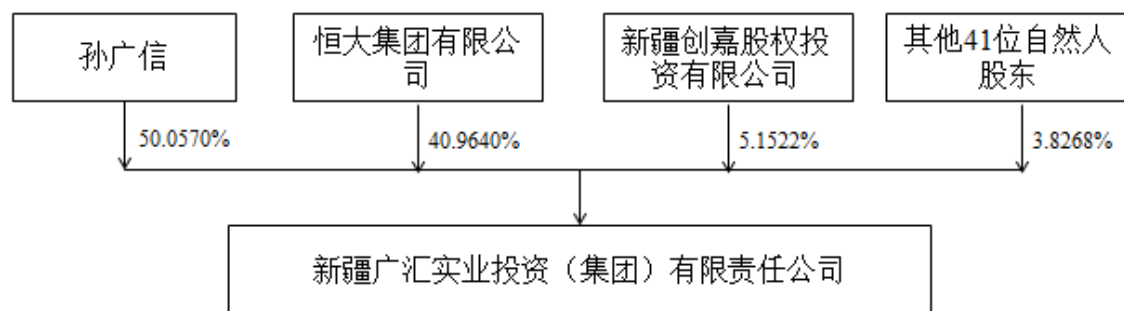 孙广信
恒大集团有限公
司
新疆创嘉股权投
资有限公司
其他41位自然人
股东
50.0570%
40.9640%
5.1522%
3.8268%
新疆广汇实业投资（集团）有限责任公司